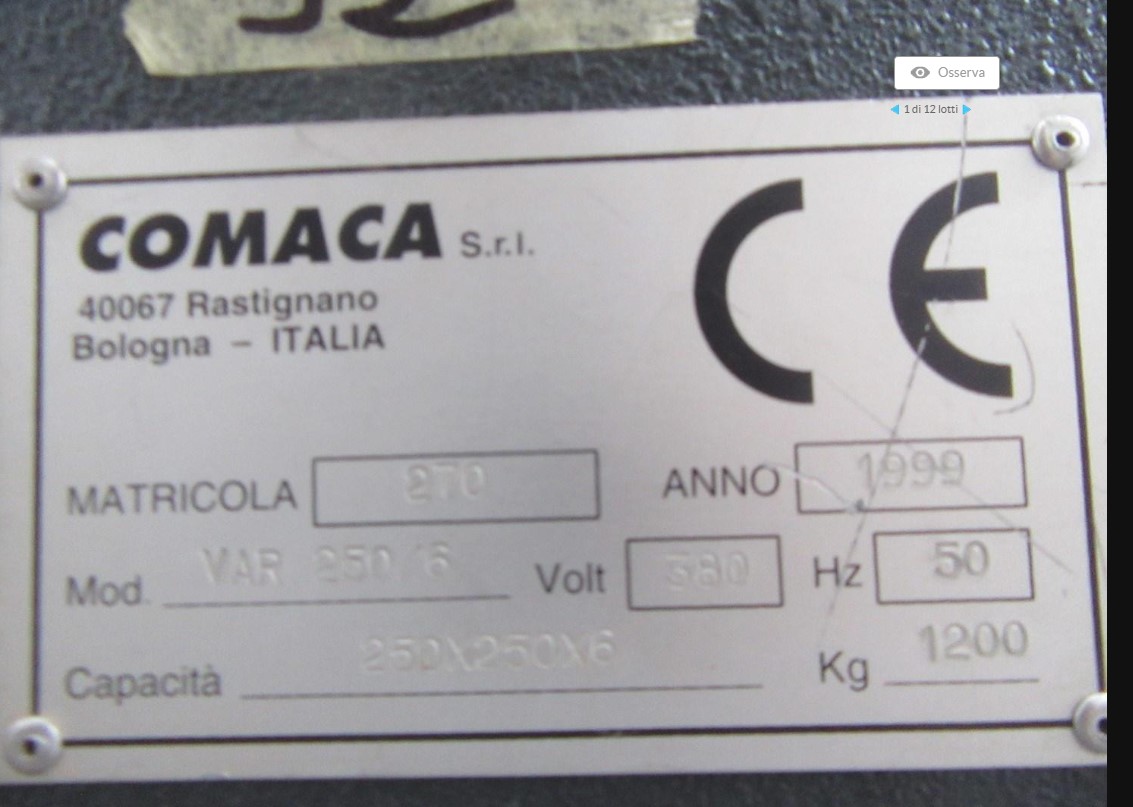 52
Osserva
1 di 12 lotti
COMACA S.r.l.
40067 Rastignano
Bologna – ITALIA
CE
MATRICOLA 270
ANNO 1999
Mod. VAR 250/6 Volt 380 Hz 50
Capacità 250X250X6 Kg 1200